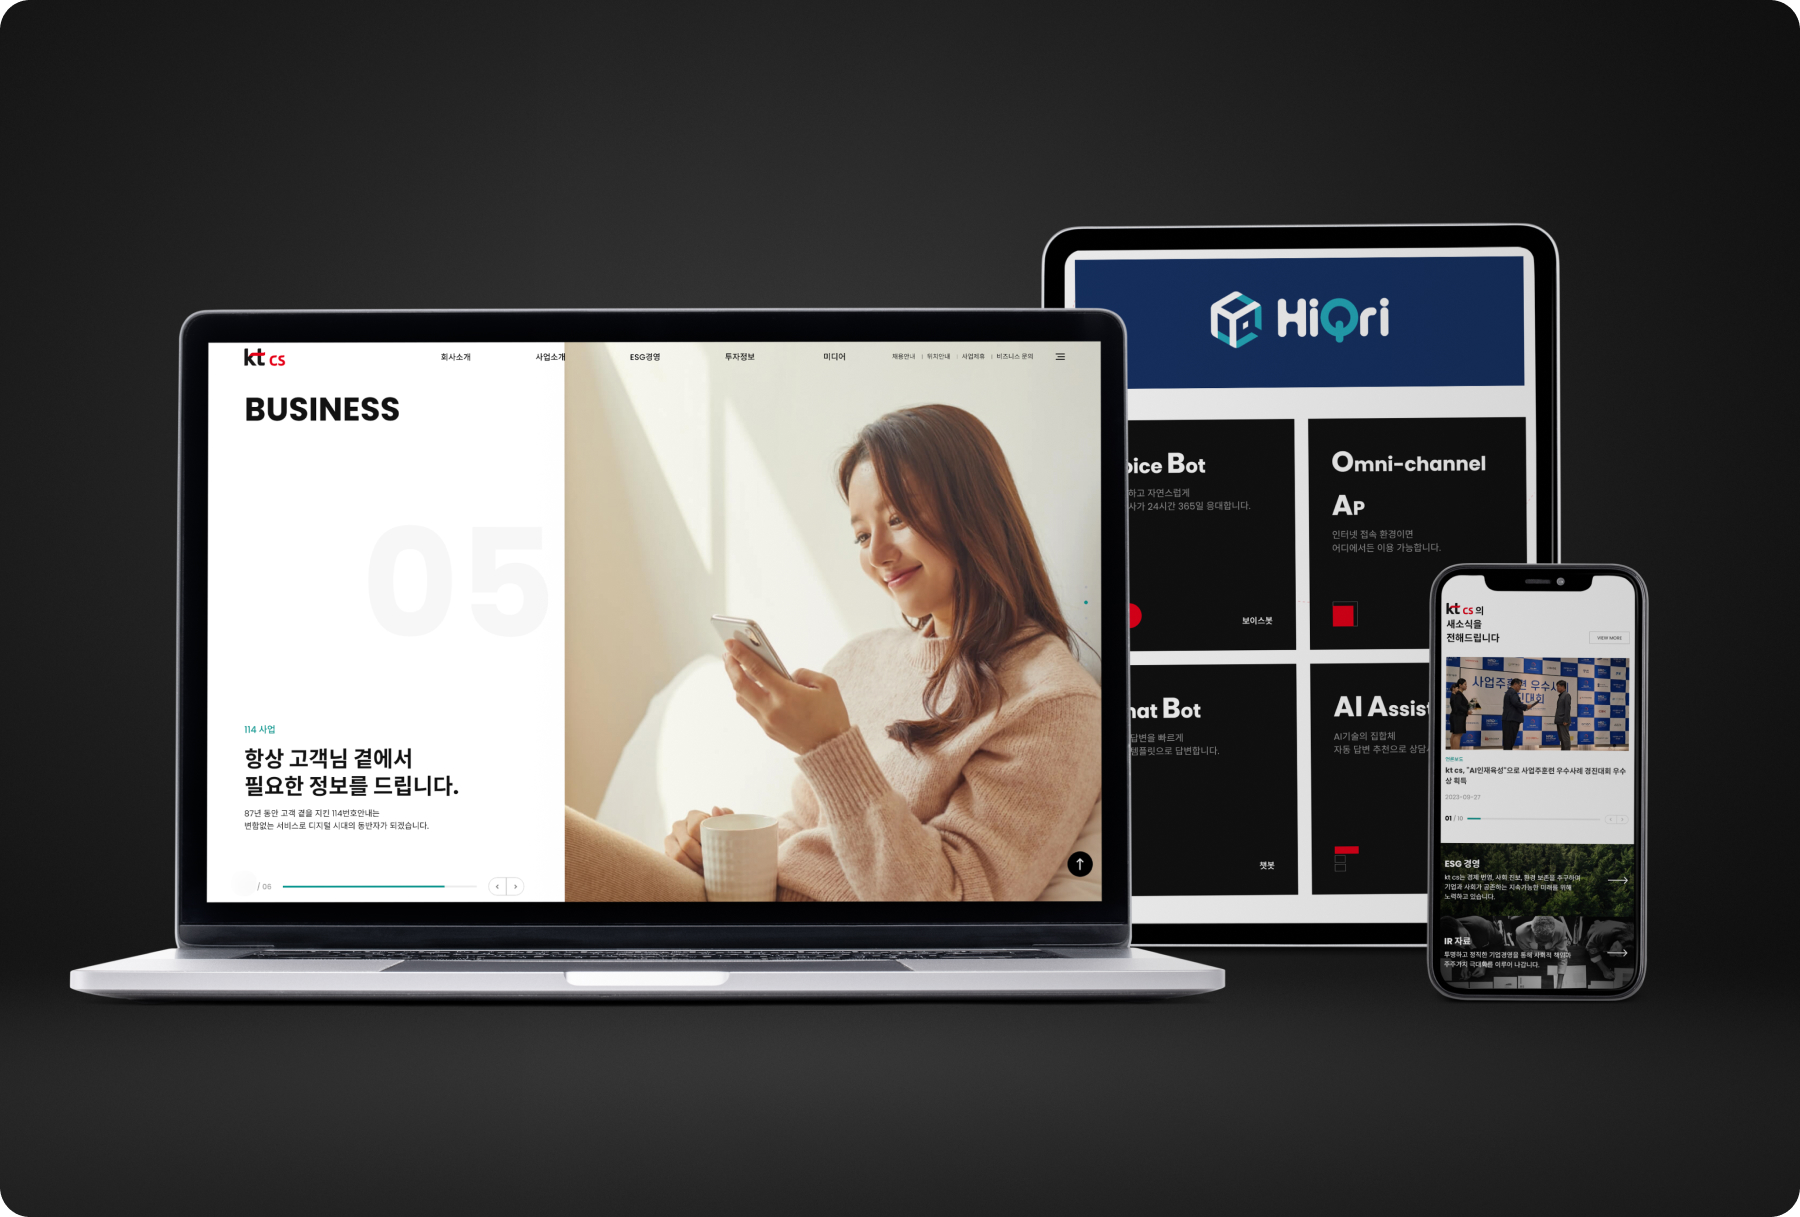 kt cs
회사소개
사업소개
ESG경영
투자정보
미디어
채용안내
위치안내
사업제휴
비즈니스 문의
BUSINESS
05
114 사업
항상 고객님 곁에서
필요한 정보를 드립니다.
87년 동안 고객 곁을 지킨 114번호안내는
변함없는 서비스로 디지털 시대의 동반자가 되겠습니다.
/ 06
HiQri
oice Bot
하고 자연스럽게
사가 24시간 365일 응대합니다.
보이스봇
Omni-channel
AP
인터넷 접속 환경이면
어디에서든 이용 가능합니다.
hat Bot
답변을 빠르게
템플릿으로 답변합니다.
챗봇
AI Assist
AI기술의 집합체
자동 답변 추천으로 상담
kt cs 의
새소식을
전해드립니다
VIEW MORE
사업주훈련 우수사
진대회
언론보도
kt cs, "AI인재육성"으로 사업주훈련 우수사례 경진대회 우수
상 획득
2023-09-27
01 / 10
ESG 경영
kt cs는 경제 번영, 사회 진보, 환경 보존을 추구하며
기업과 사회가 공존하는 지속가능한 미래를 위해
노력하고 있습니다.
IR 자료
투명하고 정직한 기업경영을 통해 사회적 책임과
주주가치 극대화를 이루어 나갑니다.